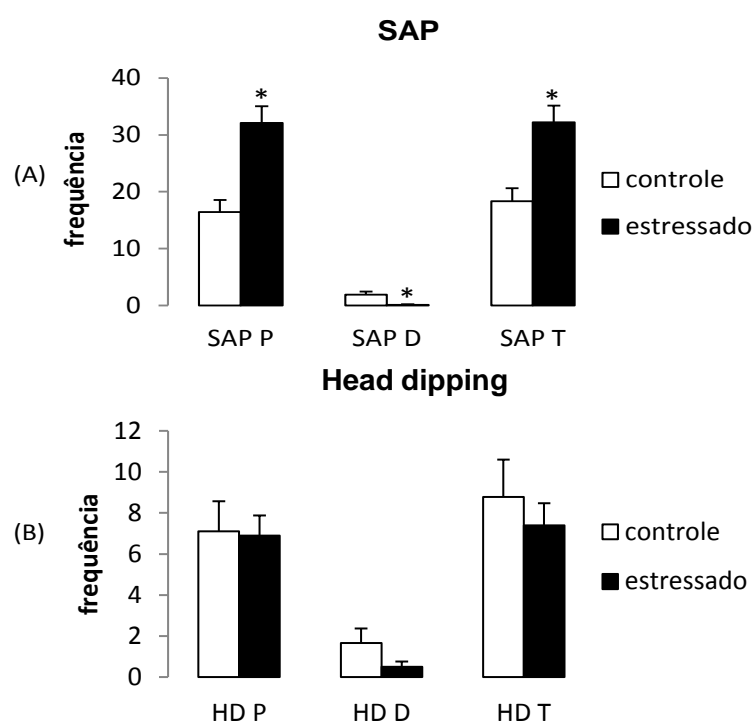 SAP
40
30
20
10
0
frequência
(A)
* * *
SAP P SAP D SAP T
controle
estressado
Head dipping
12
10
8
6
4
2
0
frequência
(B)
HD P HD D HD T
controle
estressado